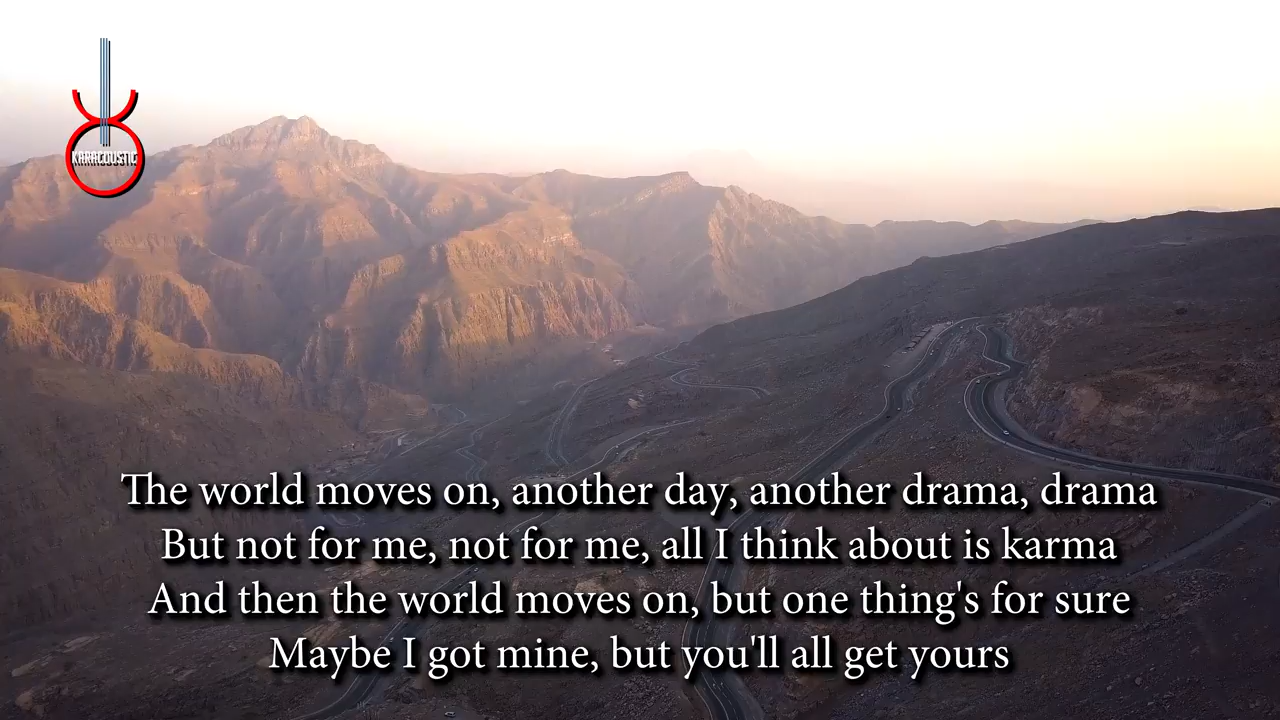 KARACOUSTIC
The world moves on, another day, another drama, drama
But not for me, not for me, all I think about is karma
And then the world moves on, but one thing's for sure
Maybe I got mine, but you'll all get yours